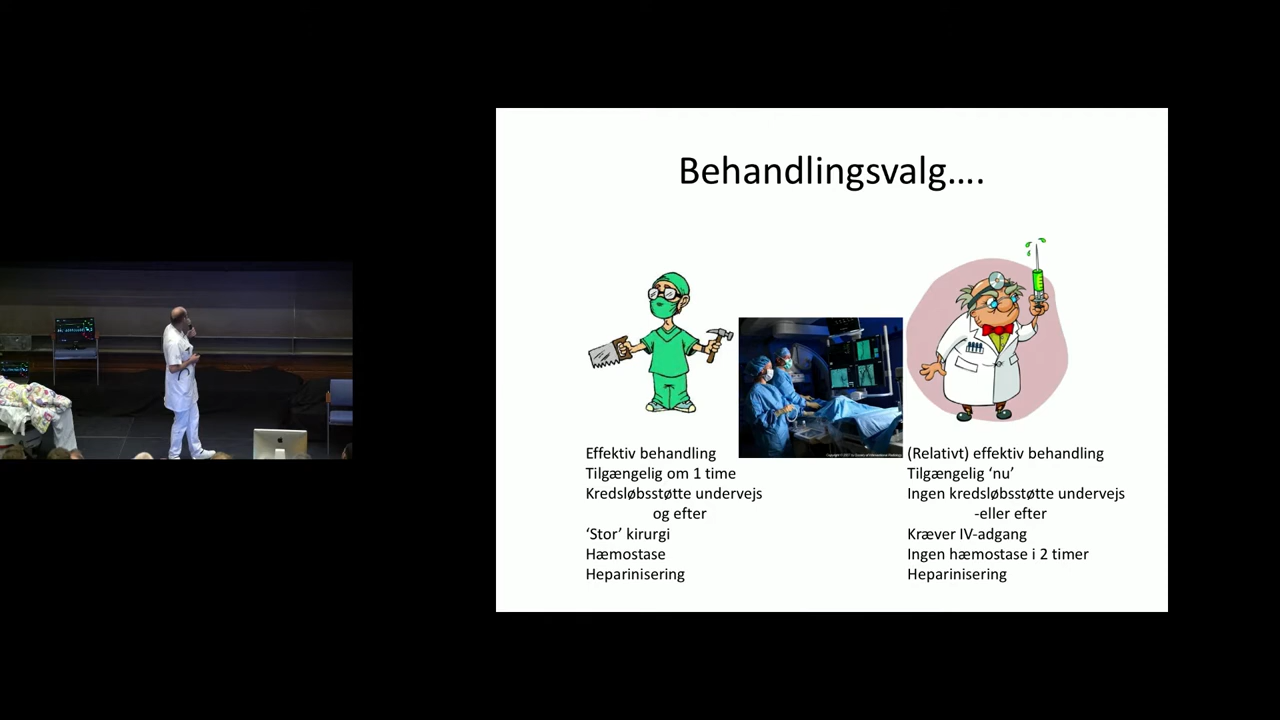 Behandlingsvalg....
Effektiv behandling
Tilgængelig om 1 time
Kredsløbsstøtte undervejs
og efter
‘Stor’ kirurgi
Hæmostase
Heparinisering
(Relativt) effektiv behandling
Tilgængelig ‘nu’
Ingen kredsløbsstøtte undervejs
-eller efter
Kræver IV-adgang
Ingen hæmostase i 2 timer
Heparinisering